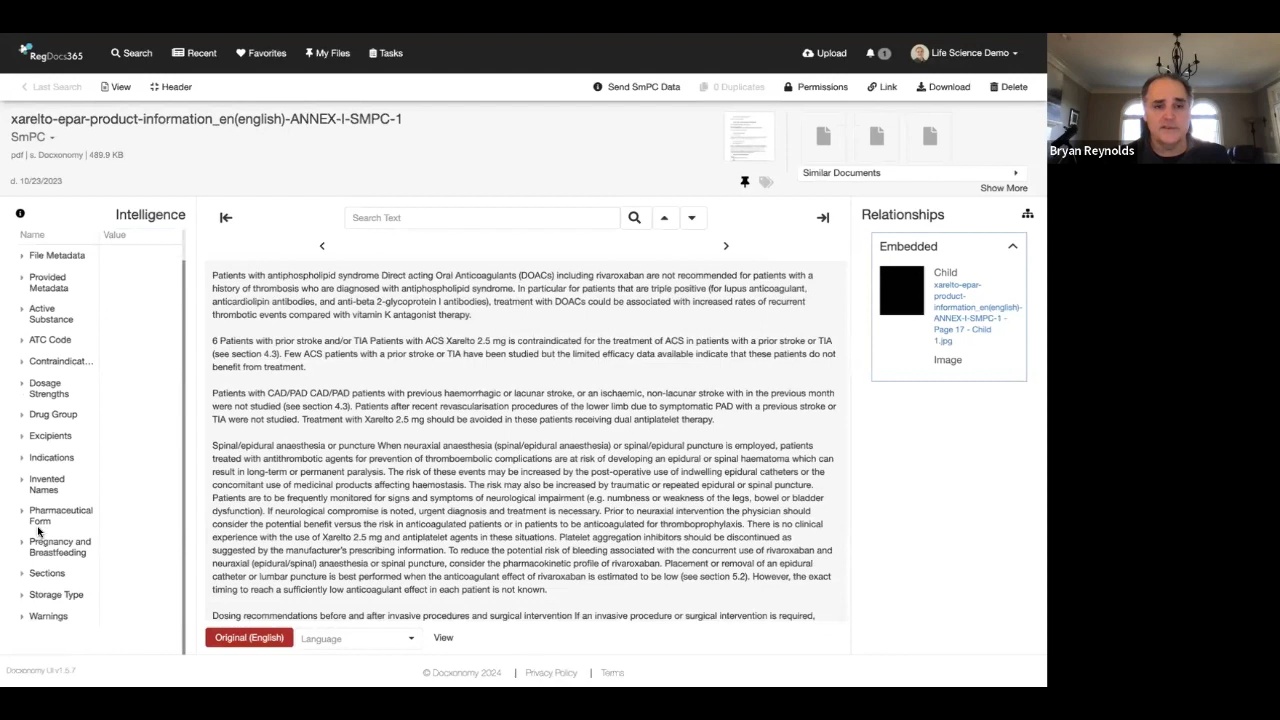 RegDocs365
Search
Recent
Favorites
My Files
Tasks
Upload
1
Life Science Demo
Last Search
View
Header
Send SmPC Data
0 Duplicates
Permissions
Link
Download
Delete
xarelto-epar-product-information_en(english)-ANNEX-I-SMPC-1
SmPC
pdf | s. Docxonomy | 489.9 KB
d. 10/23/2023
Similar Documents
Show More
Bryan Reynolds
Intelligence
Name Value
File Metadata
Provided
Metadata
Active
Substance
ATC Code
Contraindicat...
Dosage
Strengths
Drug Group
Excipients
Indications
Invented
Names
Pharmaceutical
Form
Pregnancy and
Breastfeeding
Sections
Storage Type
Warnings
Search Text
Patients with antiphospholipid syndrome Direct acting Oral Anticoagulants (DOACs) including rivaroxaban are not recommended for patients with a
history of thrombosis who are diagnosed with antiphospholipid syndrome. In particular for patients that are triple positive (for lupus anticoagulant,
anticardiolipin antibodies, and anti-beta 2-glycoprotein I antibodies), treatment with DOACs could be associated with increased rates of recurrent
thrombotic events compared with vitamin K antagonist therapy.
6 Patients with prior stroke and/or TIA Patients with ACS Xarelto 2.5 mg is contraindicated for the treatment of ACS in patients with a prior stroke or TIA
(see section 4.3). Few ACS patients with a prior stroke or TIA have been studied but the limited efficacy data available indicate that these patients do not
benefit from treatment.
Patients with CAD/PAD CAD/PAD patients with previous haemorrhagic or lacunar stroke, or an ischaemic, non-lacunar stroke with in the previous month
were not studied (see section 4.3). Patients after recent revascularisation procedures of the lower limb due to symptomatic PAD with a previous stroke or
TIA were not studied. Treatment with Xarelto 2.5 mg should be avoided in these patients receiving dual antiplatelet therapy.
Spinal/epidural anaesthesia or puncture When neuraxial anaesthesia (spinal/epidural anaesthesia) or spinal/epidural puncture is employed, patients
treated with antithrombotic agents for prevention of thromboembolic complications are at risk of developing an epidural or spinal haematoma which can
result in long-term or permanent paralysis. The risk of these events may be increased by the post-operative use of indwelling epidural catheters or the
concomitant use of medicinal products affecting haemostasis. The risk may also be increased by traumatic or repeated epidural or spinal puncture.
Patients are to be frequently monitored for signs and symptoms of neurological impairment (e.g. numbness or weakness of the legs, bowel or bladder
dysfunction). If neurological compromise is noted, urgent diagnosis and treatment is necessary. Prior to neuraxial intervention the physician should
consider the potential benefit versus the risk in anticoagulated patients or in patients to be anticoagulated for thromboprophylaxis. There is no clinical
experience with the use of Xarelto 2.5 mg and antiplatelet agents in these situations. Platelet aggregation inhibitors should be discontinued as
suggested by the manufacturer's prescribing information. To reduce the potential risk of bleeding associated with the concurrent use of rivaroxaban and
neuraxial (epidural/spinal) anaesthesia or spinal puncture, consider the pharmacokinetic profile of rivaroxaban. Placement or removal of an epidural
catheter or lumbar puncture is best performed when the anticoagulant effect of rivaroxaban is estimated to be low (see section 5.2). However, the exact
timing to reach a sufficiently low anticoagulant effect in each patient is not known.
Dosing recommendations before and after invasive procedures and surgical intervention If an invasive procedure or surgical intervention is required,
Original (English)
Language
View
Relationships
Embedded
Child
xarelto-epar-
product-
information_en(english)-
ANNEX-I-SMPC-1 -
Page 17 - Child
1.jpg
Image
Docxonomy UI v1.5.7
© Docxonomy 2024 | Privacy Policy | Terms